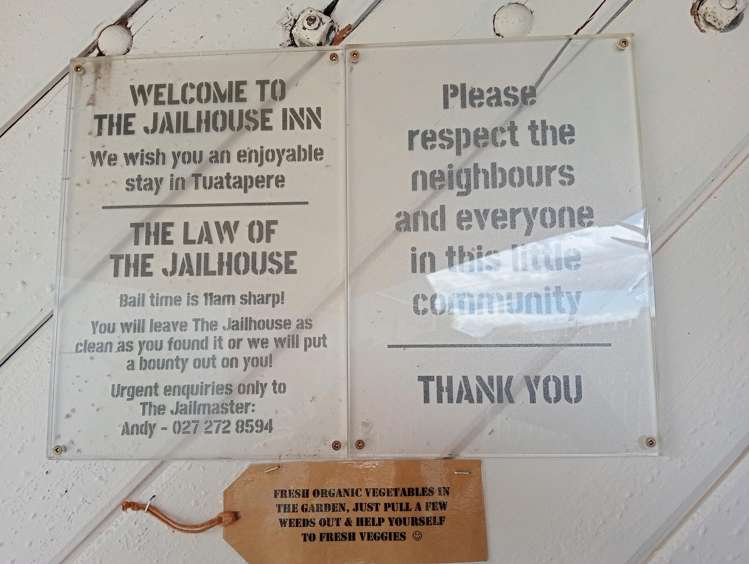 WELCOME TO
THE JAILHOUSE INN
We wish you an enjoyable
stay in Tuatapere
THE LAW OF
THE JAILHOUSE
Bail time is 11am sharp!
You will leave The Jailhouse as
clean as you found it or we will put
a bounty out on you!
Urgent enquiries only to
The Jailmaster:
Andy - 027 272 8594
Please
respect the
neighbours
and everyone
in this little
community
THANK YOU
FRESH ORGANIC VEGETABLES IN
THE GARDEN, JUST PULL A FEW
WEEDS OUT & HELP YOURSELF
TO FRESH VEGGIES ☺